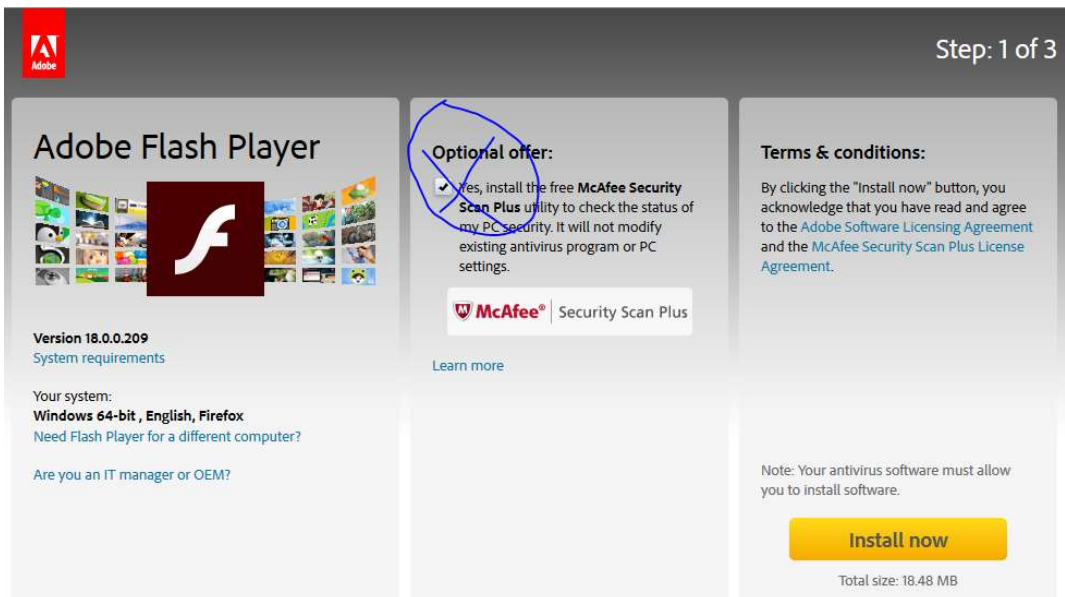 Adobe
Step: 1 of 3
Adobe Flash Player
Version 18.0.0.209
System requirements
Your system:
Windows 64-bit , English, Firefox
Need Flash Player for a different computer?
Are you an IT manager or OEM?
Optional offer:
Yes, install the free McAfee Security
Scan Plus utility to check the status of
my PC security. It will not modify
existing antivirus program or PC
settings.
McAfee® Security Scan Plus
Learn more
Terms & conditions:
By clicking the "Install now" button, you
acknowledge that you have read and agree
to the Adobe Software Licensing Agreement
and the McAfee Security Scan Plus License
Agreement.
Note: Your antivirus software must allow
you to install software.
Install now
Total size: 18.48 MB